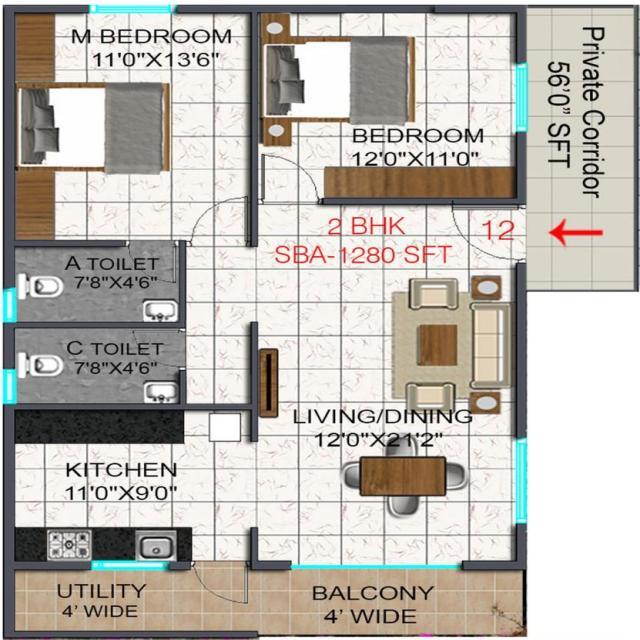 M BEDROOM
11'0"X13'6"
BEDROOM
12'0"X11'0"
Private Corridor
56'0" SFT
2 BHK
SBA-1280 SFT
12
A TOILET
7'8"X4'6"
C TOILET
7'8"X4'6"
LIVING/DINING
12'0"X21'2"
KITCHEN
11'0"X9'0"
UTILITY
4' WIDE
BALCONY
4' WIDE